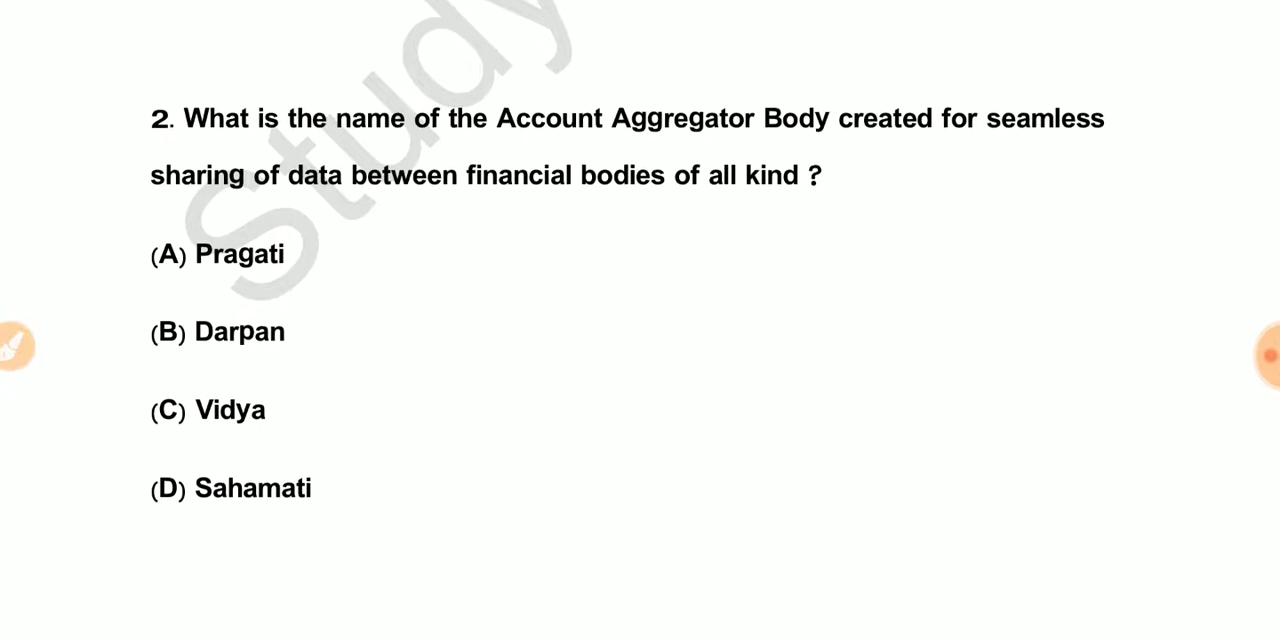 2. What is the name of the Account Aggregator Body created for seamless
sharing of data between financial bodies of all kind ?
(A) Pragati
(B) Darpan
(C) Vidya
(D) Sahamati
Study